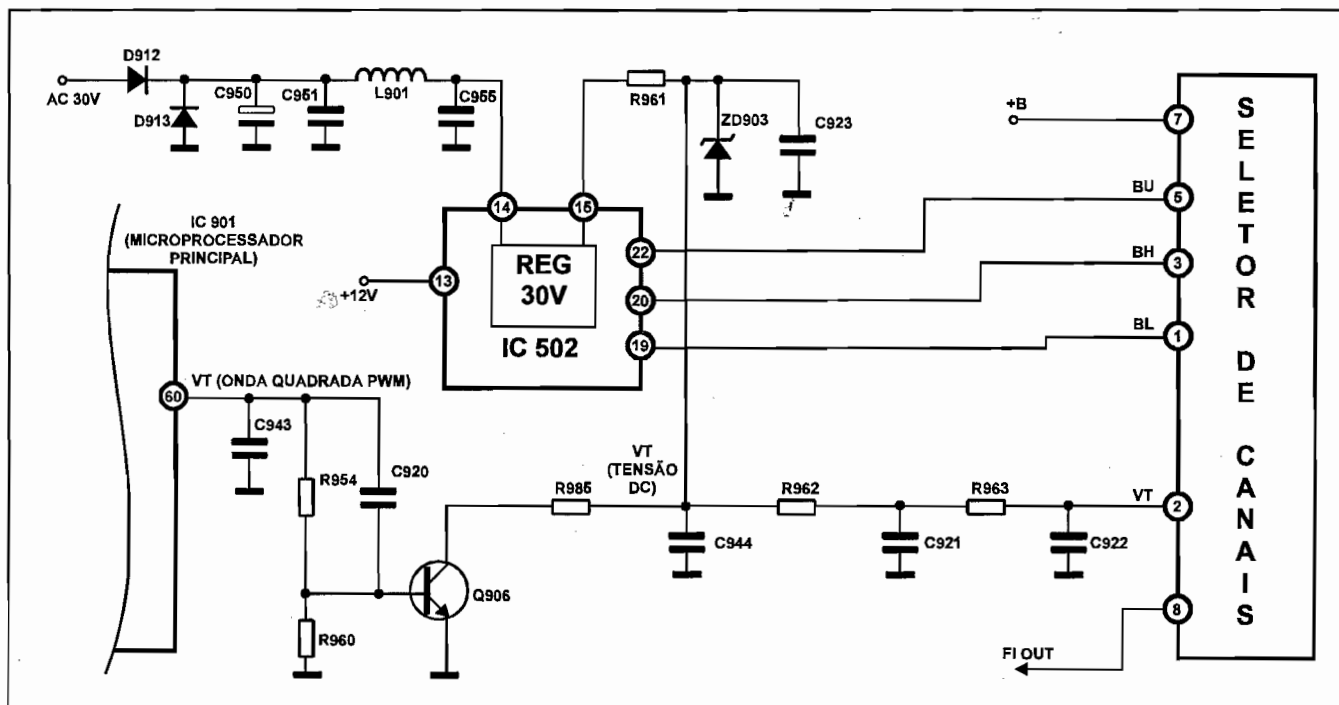 D912
AC 30V
D913
C950
C951
L901
C955
R961
ZD903
C923
+B
7
BU
5
BH
3
BL
1
VT
2
8
FI OUT
SELETOR DE CANAIS
IC 901
(MICROPROCESSADOR
PRINCIPAL)
14
15
13
+12V
REG
30V
IC 502
22
20
19
60
VT (ONDA QUADRADA PWM)
C943
R954
C920
R960
Q906
R985
VT
(TENSÃO
DC)
C944
R962
C921
R963
C922